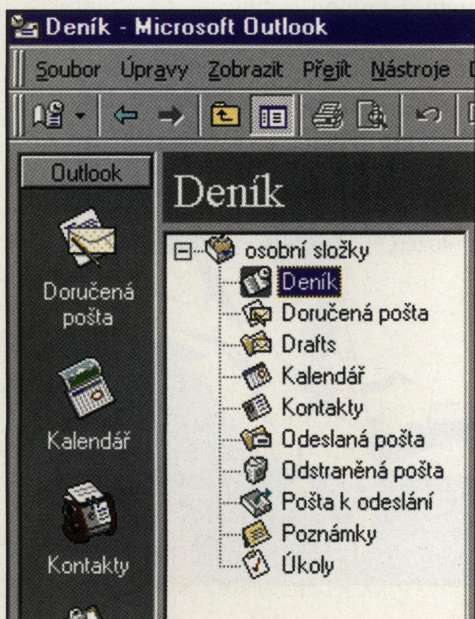 Deník - Microsoft Outlook
Soubor Úpravy Zobrazit Přejít Nástroje
Outlook
Deník
Doručená
pošta
Kalendář
Kontakty
osobní složky
Deník
Doručená pošta
Drafts
Kalendář
Kontakty
Odeslaná pošta
Odstraněná pošta
Pošta k odeslání
Poznámky
Úkoly